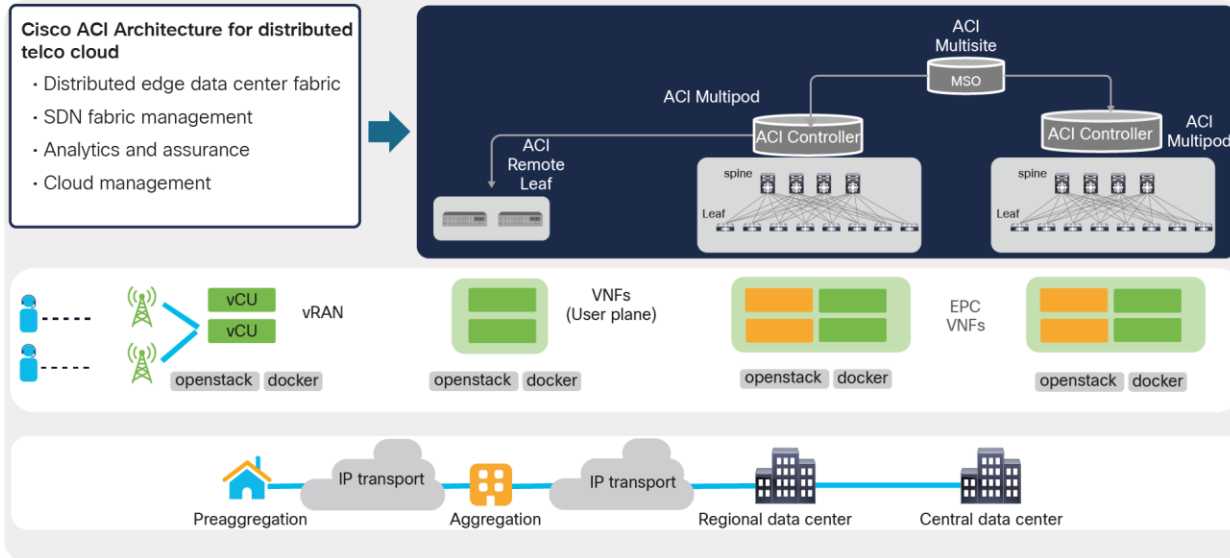 Cisco ACI Architecture for distributed
telco cloud
· Distributed edge data center fabric
· SDN fabric management
· Analytics and assurance
· Cloud management
ACI
Multisite
MSO
ACI Multipod
ACI Controller
ACI Controller
ACI
Multipod
ACI
Remote
Leaf
spine
Leaf
spine
Leaf
vCU
vCU
vRAN
openstack docker
VNFs
(User plane)
openstack docker
EPC
VNFs
openstack docker
openstack docker
IP transport
IP transport
Preaggregation
Aggregation
Regional data center
Central data center